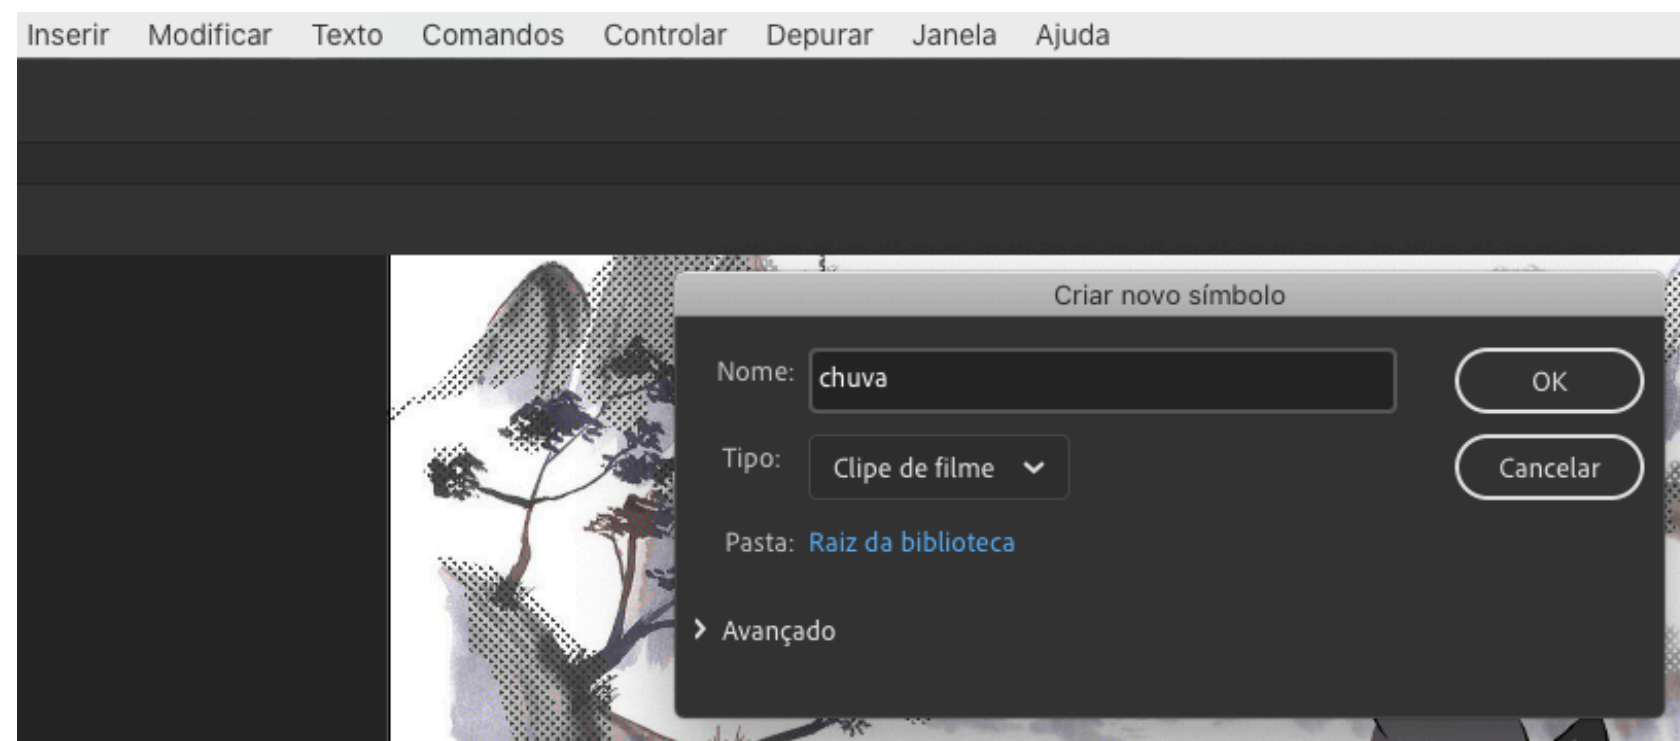 Inserir Modificar Texto Comandos Controlar Depurar Janela Ajuda
Criar novo símbolo
Nome: chuva OK
Tipo: Clipe de filme Cancelar
Pasta: Raiz da biblioteca
Avançado